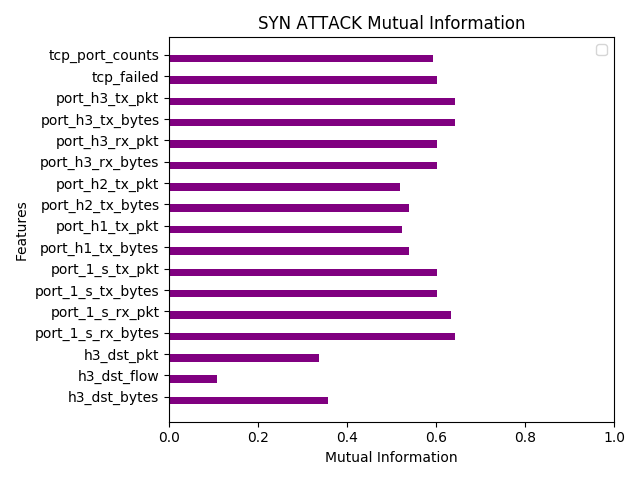 SYN ATTACK Mutual Information
tcp_port_counts
tcp_failed
port_h3_tx_pkt
port_h3_tx_bytes
port_h3_rx_pkt
port_h3_rx_bytes
port_h2_tx_pkt
port_h2_tx_bytes
port_h1_tx_pkt
port_h1_tx_bytes
port_1_s_tx_pkt
port_1_s_tx_bytes
port_1_s_rx_pkt
port_1_s_rx_bytes
h3_dst_pkt
h3_dst_flow
h3_dst_bytes
Features
0.0 0.2 0.4 0.6 0.8 1.0
Mutual Information